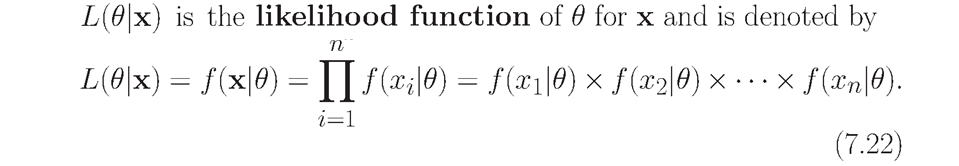 L(θ|x) is the likelihood function of θ for x and is denoted by
L(θ|x) = f(x|θ) = ∏_{i=1}^{n} f(x_i|θ) = f(x_1|θ) × f(x_2|θ) × ··· × f(x_n|θ).
(7.22)